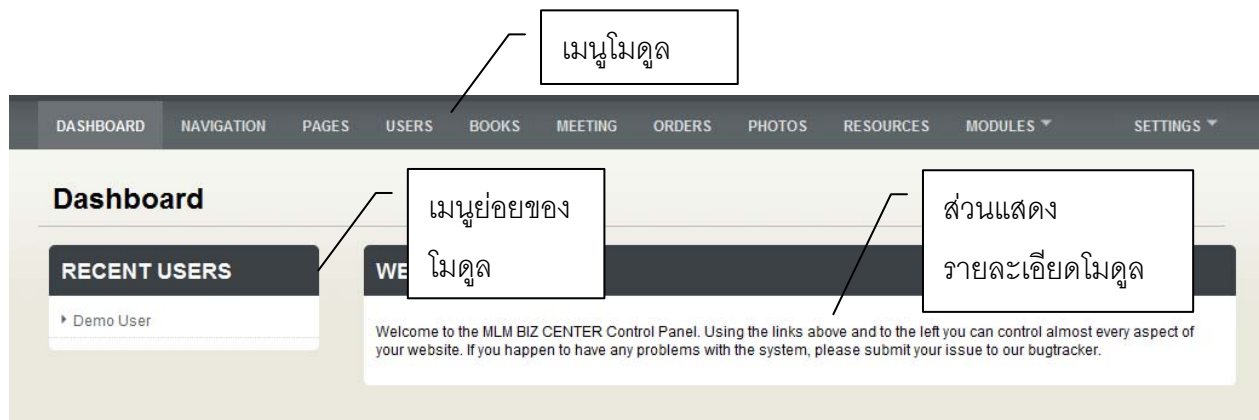 เมนูโมดูล
DASHBOARD NAVIGATION PAGES USERS BOOKS MEETING ORDERS PHOTOS RESOURCES MODULES SETTINGS
Dashboard
เมนูย่อยของ
โมดูล
ส่วนแสดง
รายละเอียดโมดูล
RECENT USERS
WE
Demo User
Welcome to the MLM BIZ CENTER Control Panel. Using the links above and to the left you can control almost every aspect of
your website. If you happen to have any problems with the system, please submit your issue to our bugtracker.